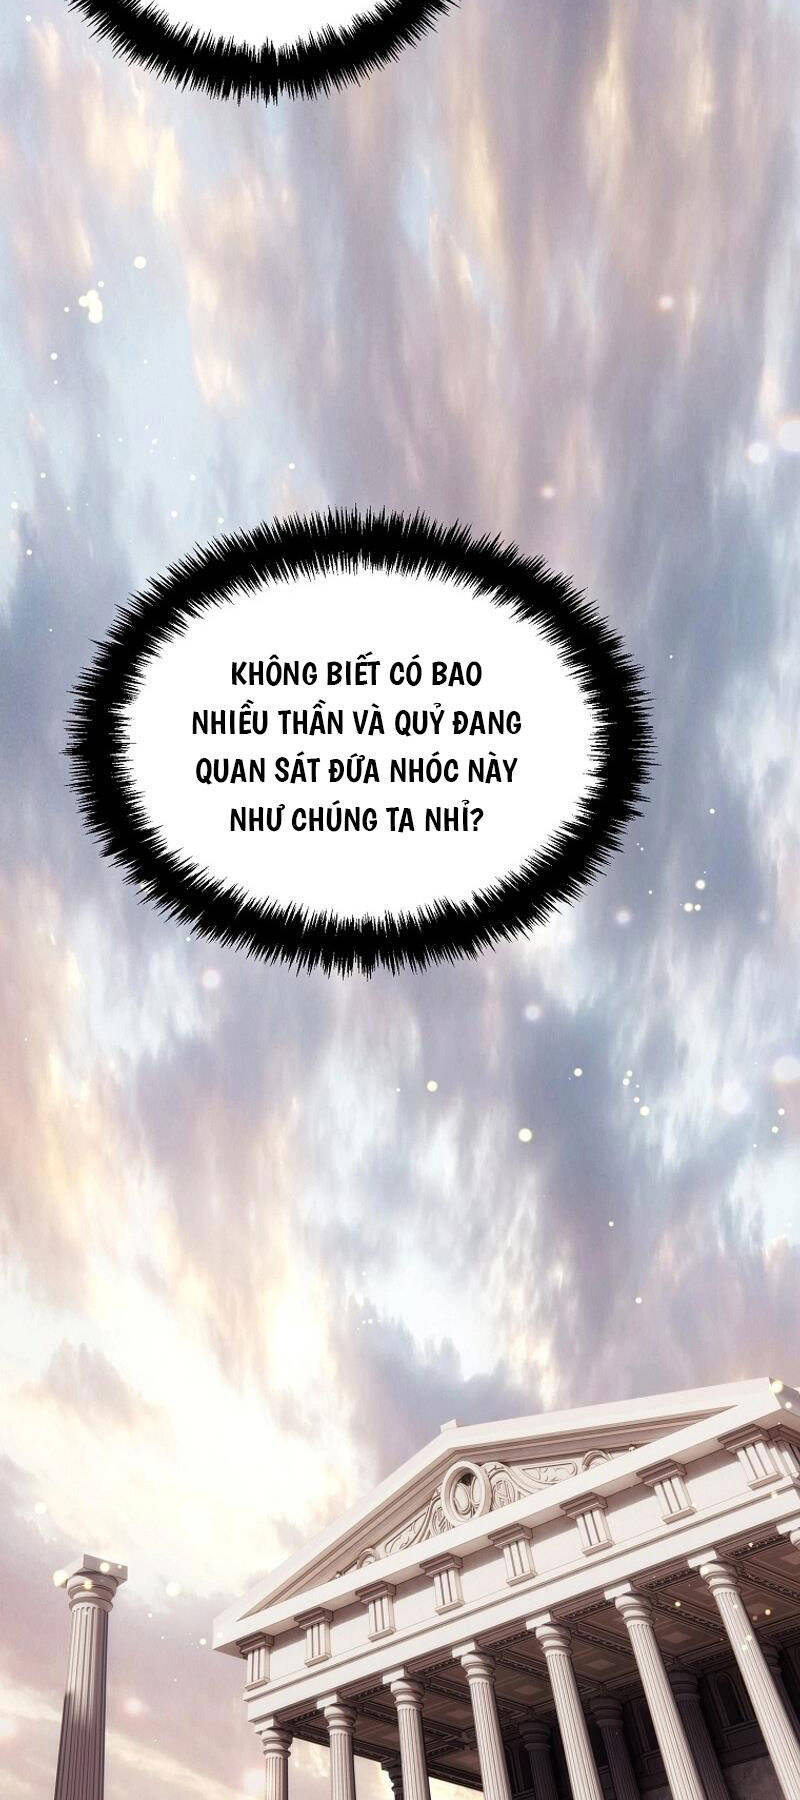 KHÔNG BIẾT CÓ BAO
NHIỀU THẦN VÀ QUỶ ĐANG
QUAN SÁT ĐỨA NHÓC NÀY
NHƯ CHÚNG TA NHỈ?